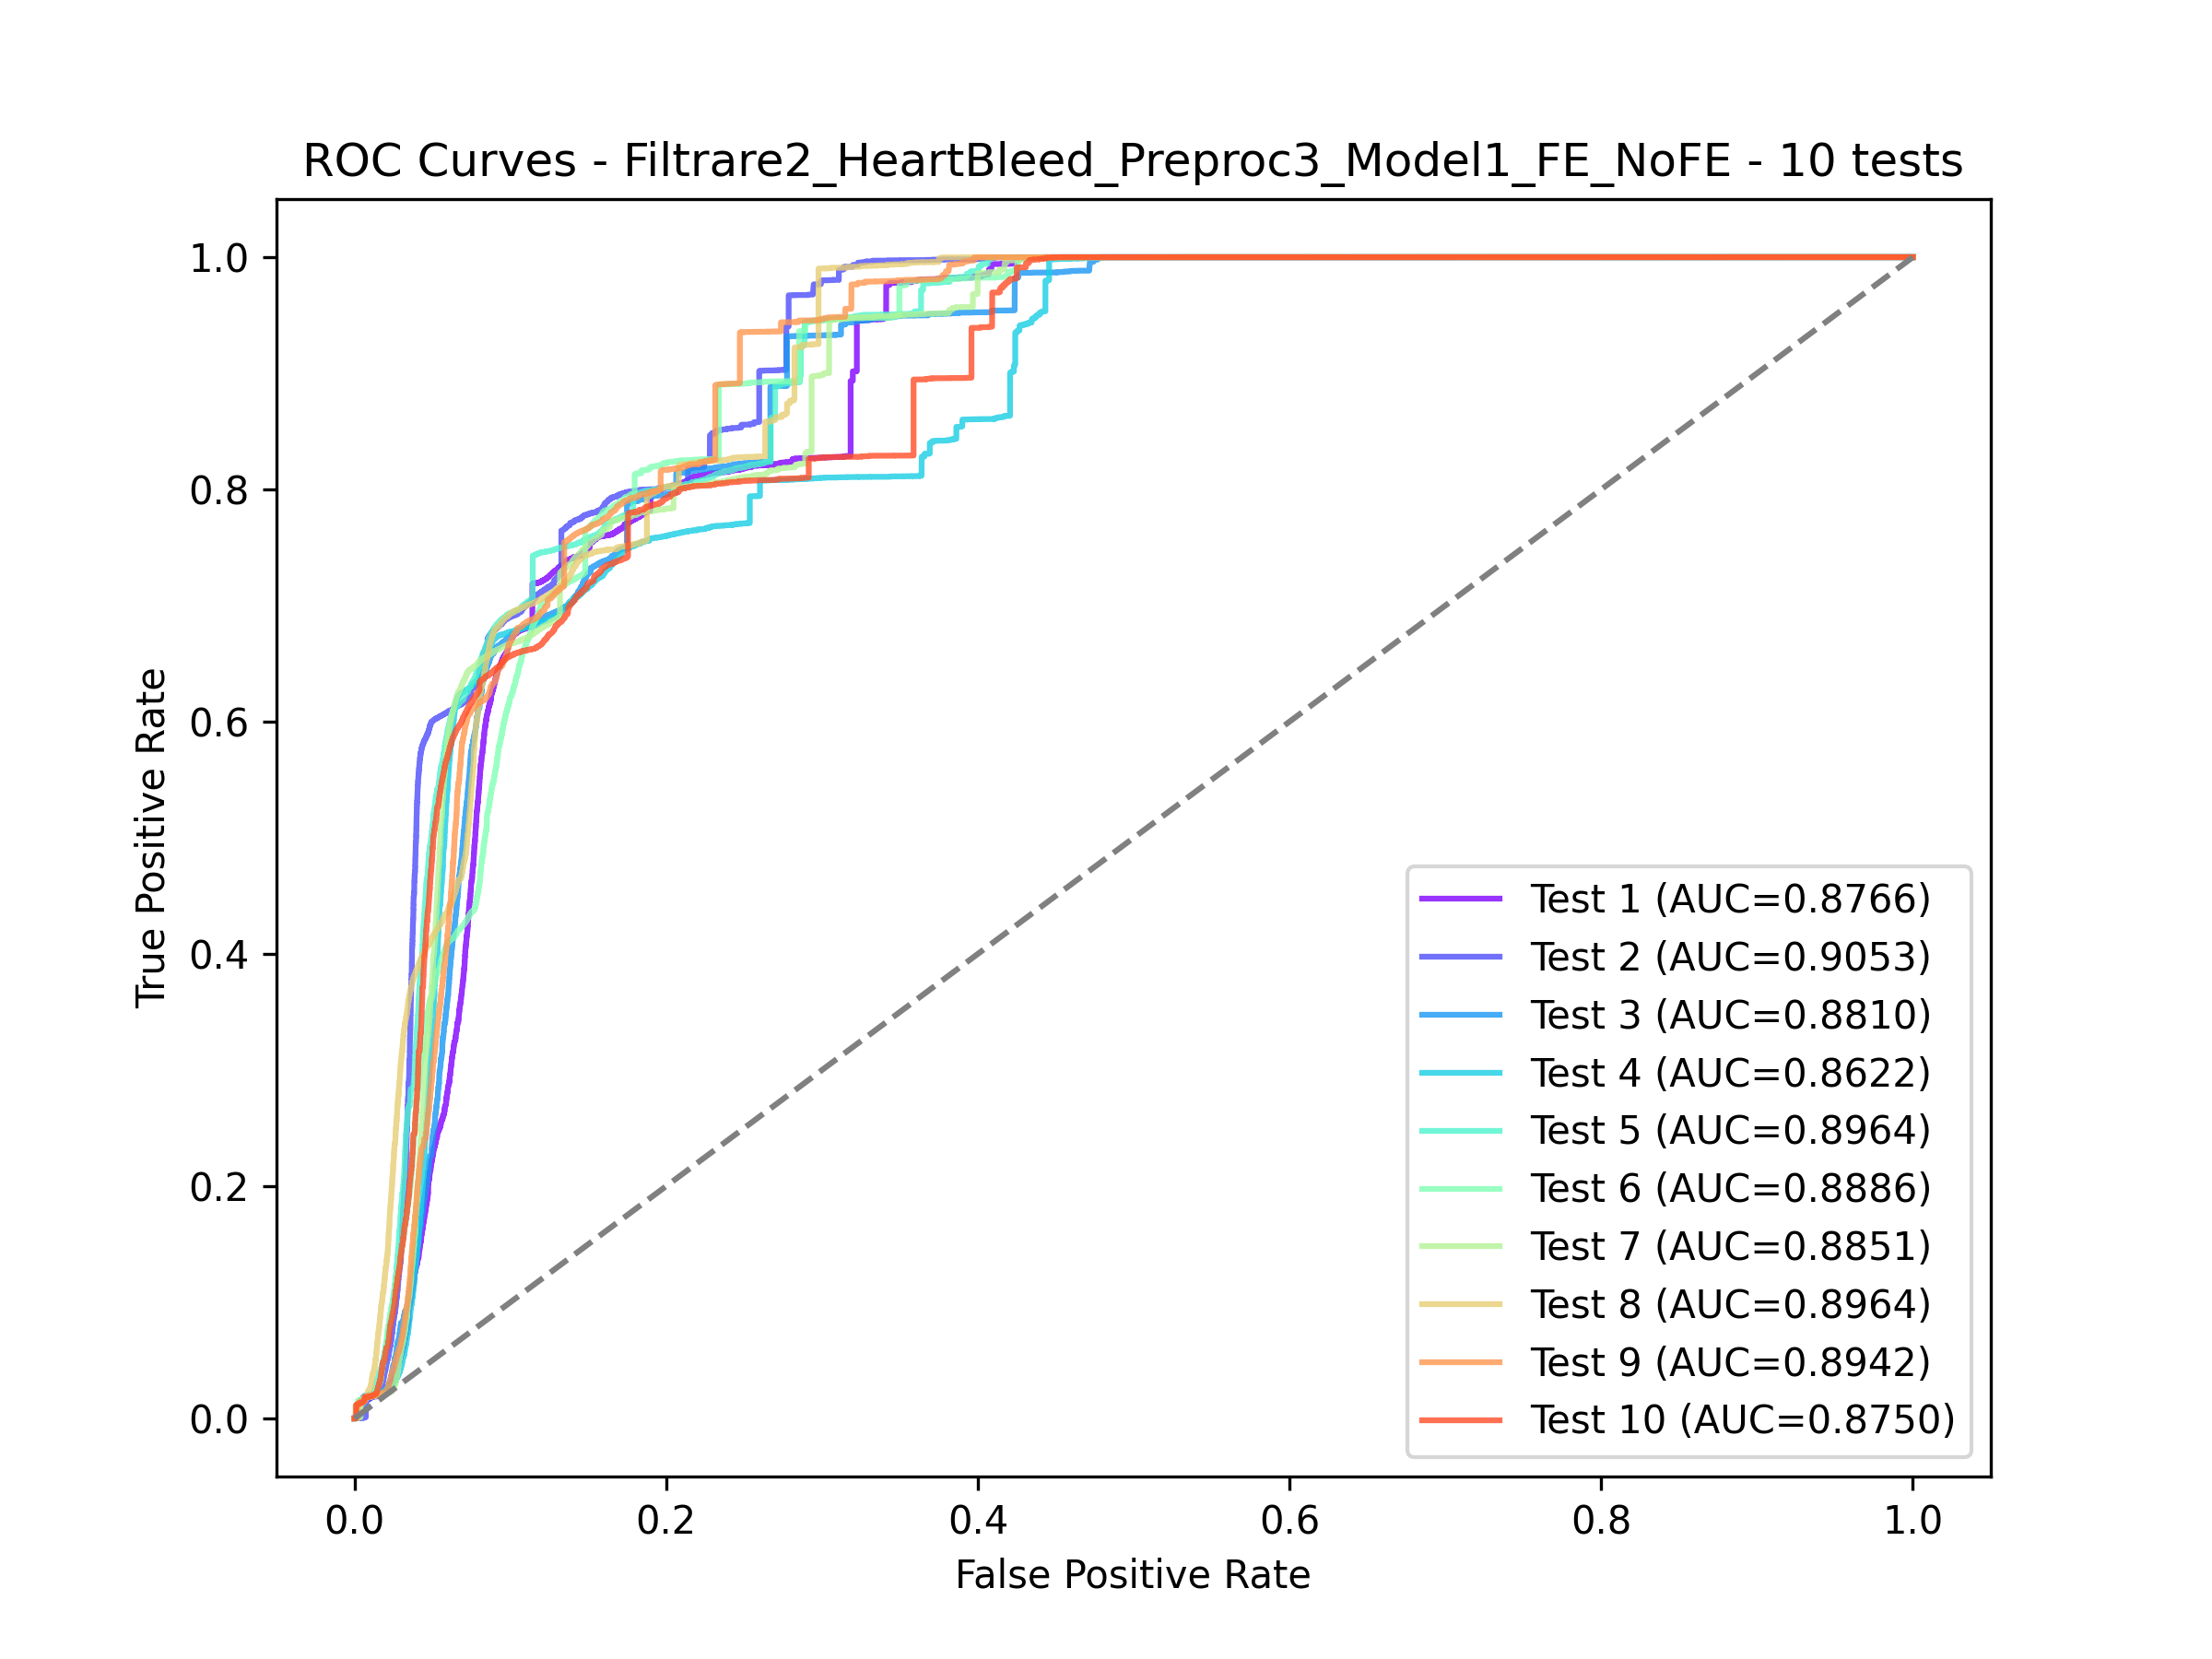 ROC Curves - Filtrare2_HeartBleed_Preproc3_Model1_FE_NoFE - 10 tests
True Positive Rate
1.0
0.8
0.6
0.4
0.2
0.0
Test 1 (AUC=0.8766)
Test 2 (AUC=0.9053)
Test 3 (AUC=0.8810)
Test 4 (AUC=0.8622)
Test 5 (AUC=0.8964)
Test 6 (AUC=0.8886)
Test 7 (AUC=0.8851)
Test 8 (AUC=0.8964)
Test 9 (AUC=0.8942)
Test 10 (AUC=0.8750)
0.0 0.2 0.4 0.6 0.8 1.0
False Positive Rate